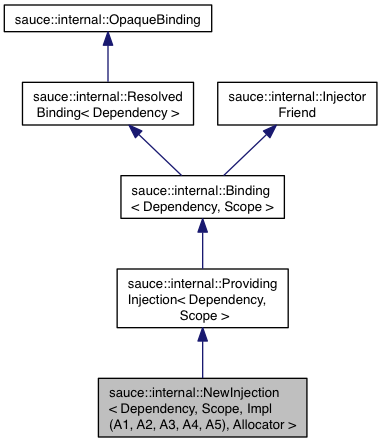 sauce::internal::OpaqueBinding
sauce::internal::Resolved
Binding< Dependency >
sauce::internal::Injector
Friend
sauce::internal::Binding
< Dependency, Scope >
sauce::internal::Providing
Injection< Dependency,
Scope >
sauce::internal::NewInjection
< Dependency, Scope, Impl
(A1, A2, A3, A4, A5), Allocator >